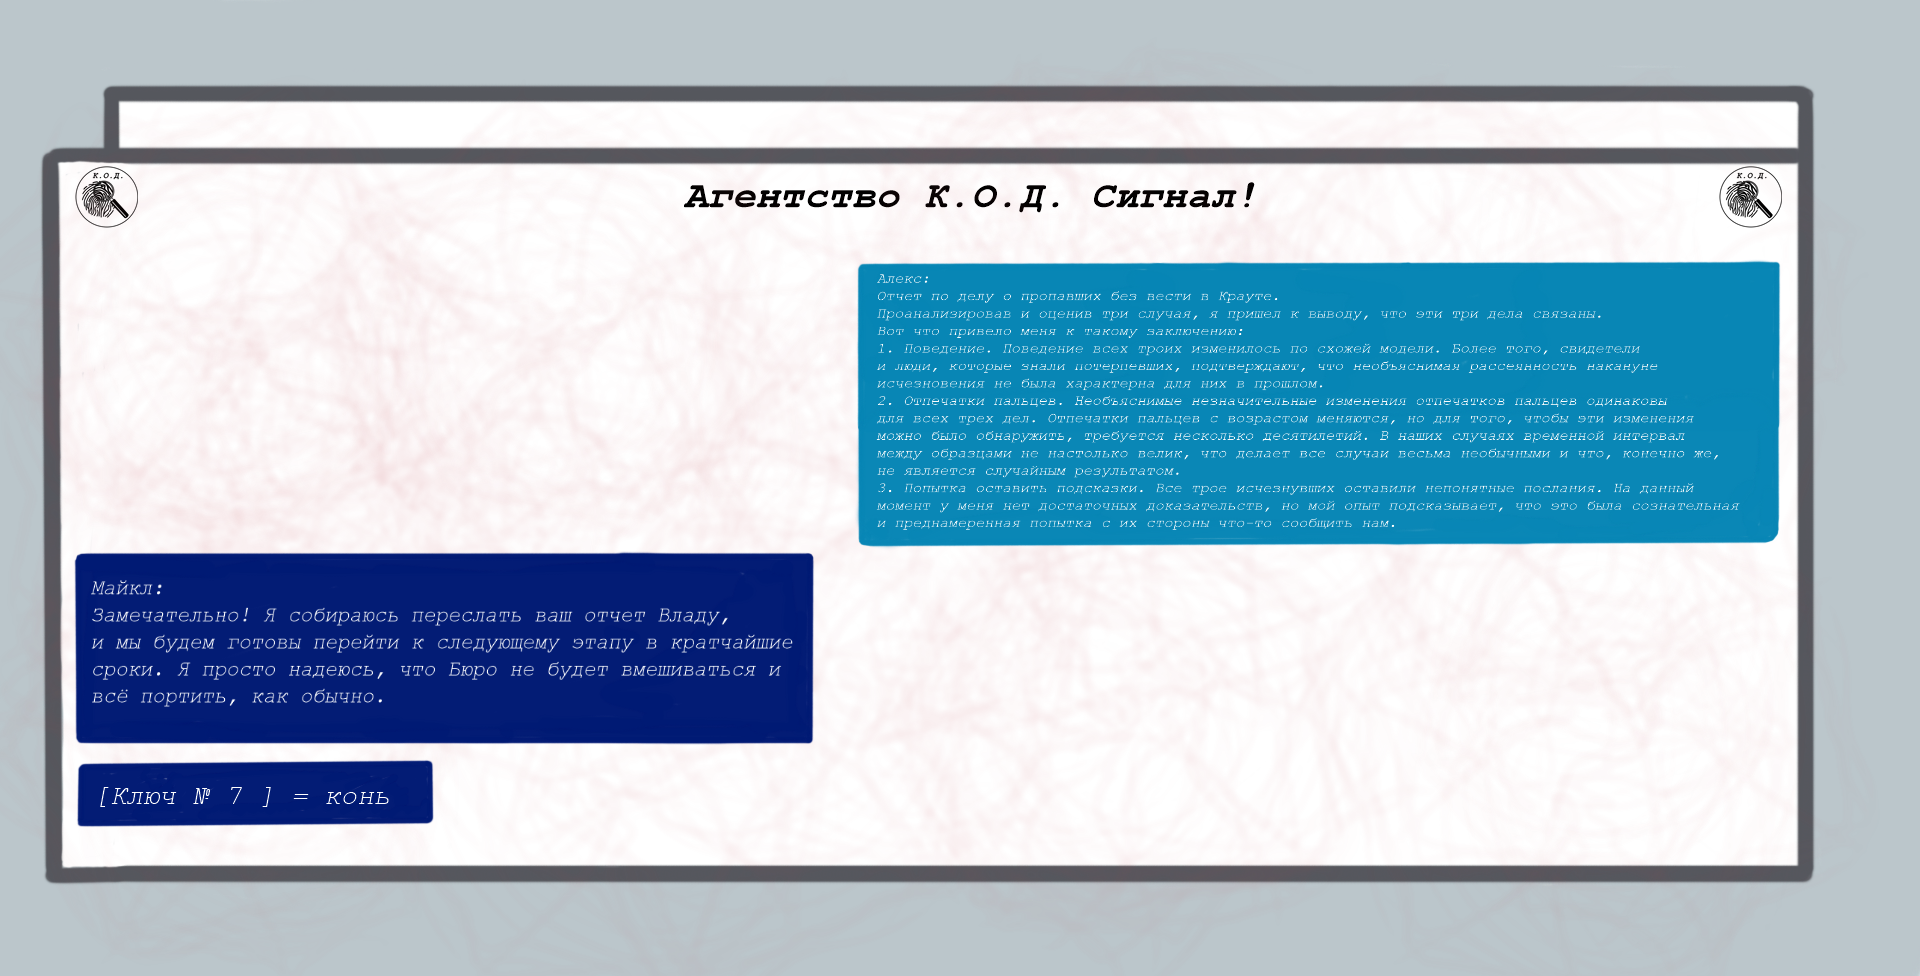 К.О.Д.
Агентство К.О.Д. Сигнал!
К.О.Д.
Алекс:
Отчет по делу о пропавших без вести в Крауте.
Проанализировав и оценив три случая, я пришел к выводу, что эти три дела связаны.
Вот что привело меня к такому заключению:
1. Поведение. Поведение всех троих изменилось по схожей модели. Более того, свидетели
и люди, которые знали потерпевших, подтверждают, что необъяснимая рассеянность накануне
исчезновения не была характерна для них в прошлом.
2. Отпечатки пальцев. Необъяснимые незначительные изменения отпечатков пальцев одинаковы
для всех трех дел. Отпечатки пальцев с возрастом меняются, но для того, чтобы эти изменения
можно было обнаружить, требуется несколько десятилетий. В наших случаях временной интервал
между образцами не настолько велик, что делает все случаи весьма необычными и что, конечно же,
не является случайным результатом.
3. Попытка оставить подсказки. Все трое исчезнувших оставили непонятные послания. На данный
момент у меня нет достаточных доказательств, но мой опыт подсказывает, что это была сознательная
и преднамеренная попытка с их стороны что-то сообщить нам.
Майкл:
Замечательно! Я собираюсь переслать ваш отчет Владу,
и мы будем готовы перейти к следующему этапу в кратчайшие
сроки. Я просто надеюсь, что Бюро не будет вмешиваться и
всё портить, как обычно.
[Ключ № 7 ] = конь